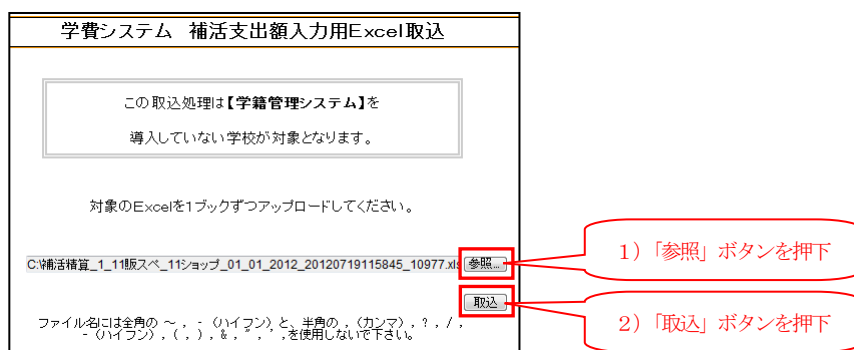 学費システム 補活支出額入力用Excel取込
この取込処理は【学籍管理システム】を
導入していない学校が対象となります。
対象のExcelを1ブックずつアップロードしてください。
C:\補活精算_1_11販スペ_11ショップ_01_01_2012_20120719115845_10977.xls
参照...
1)「参照」ボタンを押下
取込
2)「取込」ボタンを押下
ファイル名には全角の ~ , - (ハイフン) と、半角の , (カンマ) , ? , / ,
- (ハイフン) , ( , ) , & , " , ' , を使用しないで下さい。